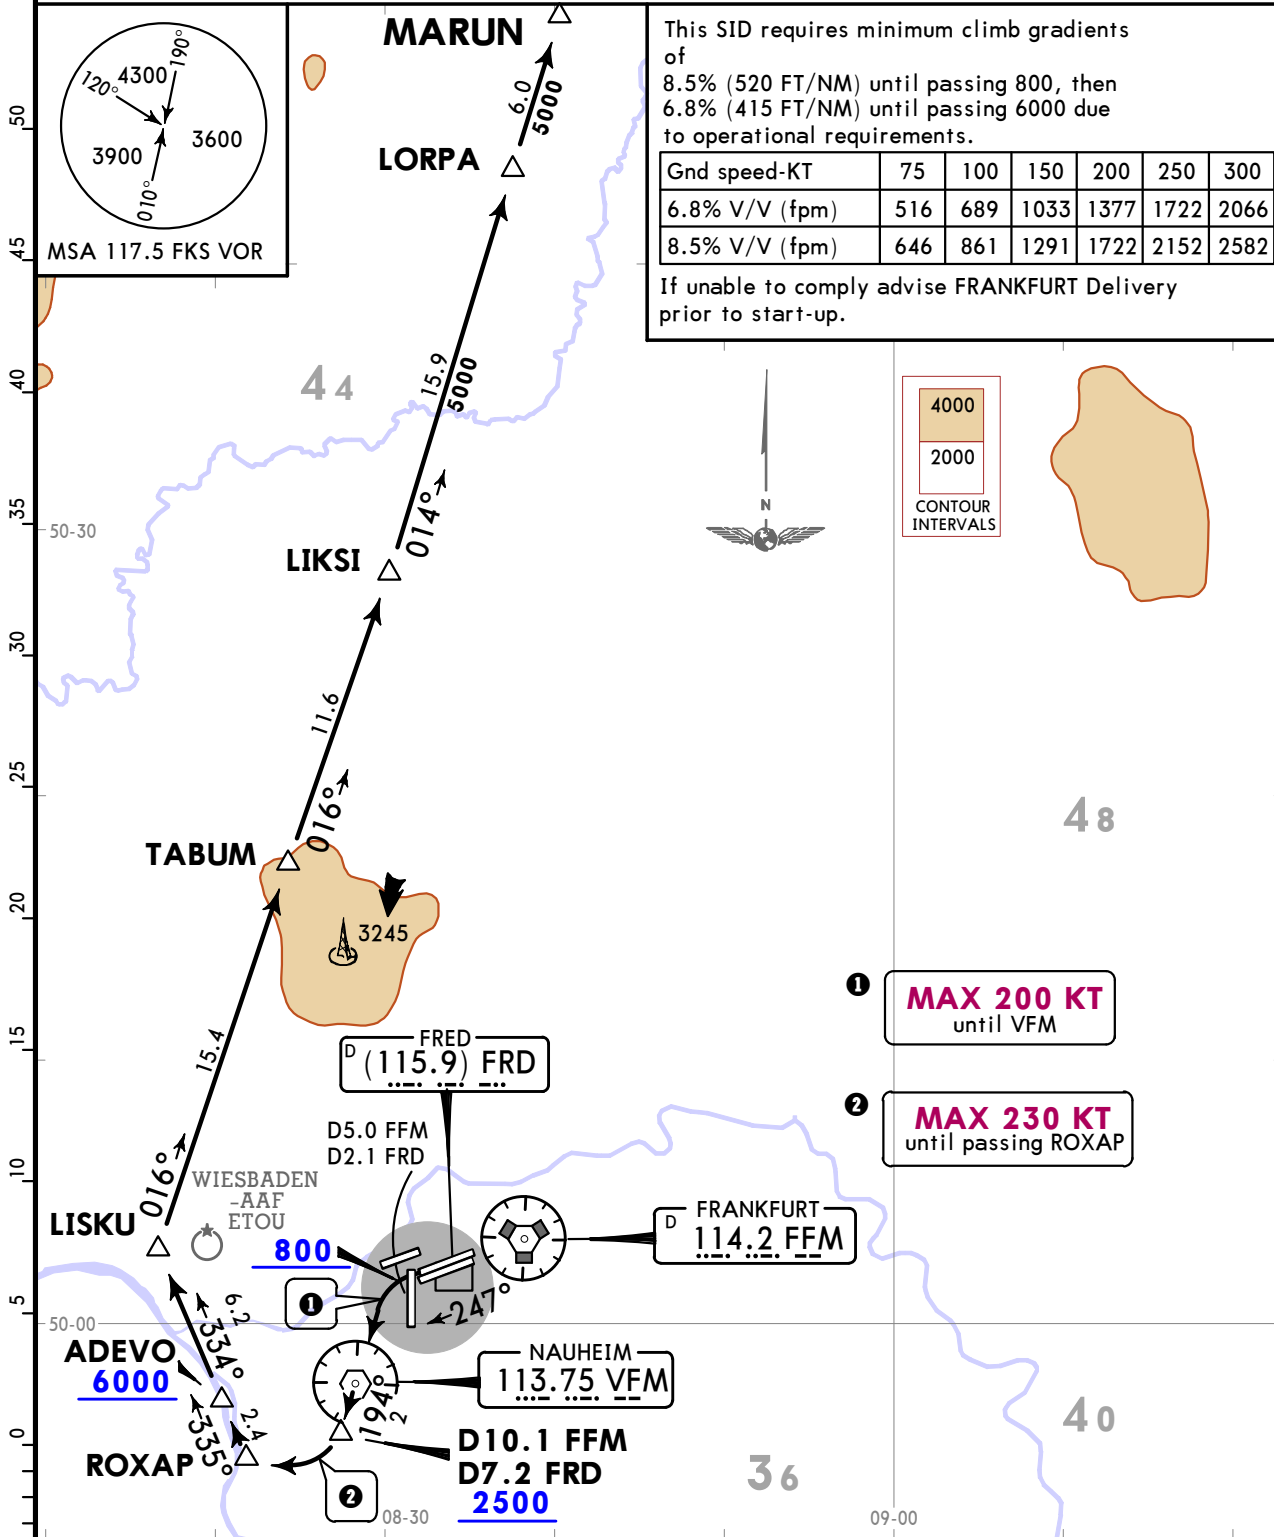 MARUN
190°
4300
120°
3600
3900
010°
MSA 117.5 FKS VOR
This SID requires minimum climb gradients
of
8.5% (520 FT/NM) until passing 800, then
6.8% (415 FT/NM) until passing 6000 due
to operational requirements.
Gnd speed-KT 75 100 150 200 250 300
6.8% V/V (fpm) 516 689 1033 1377 1722 2066
8.5% V/V (fpm) 646 861 1291 1722 2152 2582
If unable to comply advise FRANKFURT Delivery
prior to start-up.
6.0
5000
LORPA
50
45
40
35
30
25
20
15
10
5
0
44
15.9
5000
4000
2000
CONTOUR
INTERVALS
N
50-30
014°
LIKSI
11.6
016°
48
TABUM
3245
15.4
1
MAX 200 KT
until VFM
2
MAX 230 KT
until passing ROXAP
FRED
D (115.9) FRD
D5.0 FFM
D2.1 FRD
016°
WIESBADEN
-AAF
ETOU
LISKU
800
FRANKFURT
D 114.2 FFM
1
247°
6.2
334°
50-00
ADEVO
6000
NAUHEIM
113.75 VFM
194°
2
2.4
335°
ROXAP
D10.1 FFM
D7.2 FRD
2500
2
40
36
08-30
09-00